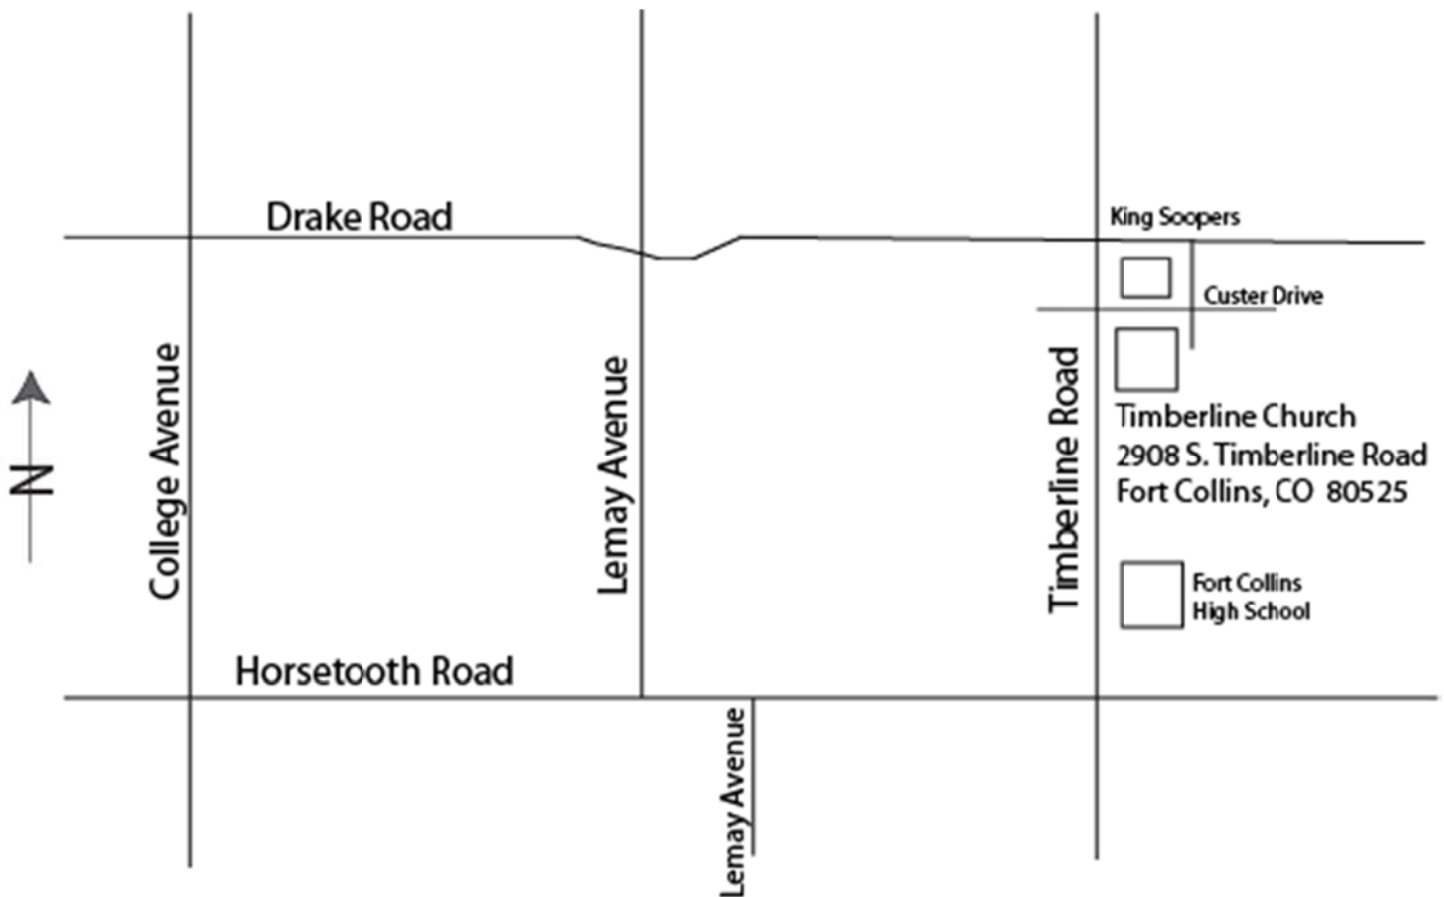 Drake Road
King Soopers
Custer Drive
College Avenue
Lemay Avenue
Timberline Road
Timberline Church
2908 S. Timberline Road
Fort Collins, CO 80525
N
Fort Collins
High School
Horsetooth Road
Lemay Avenue